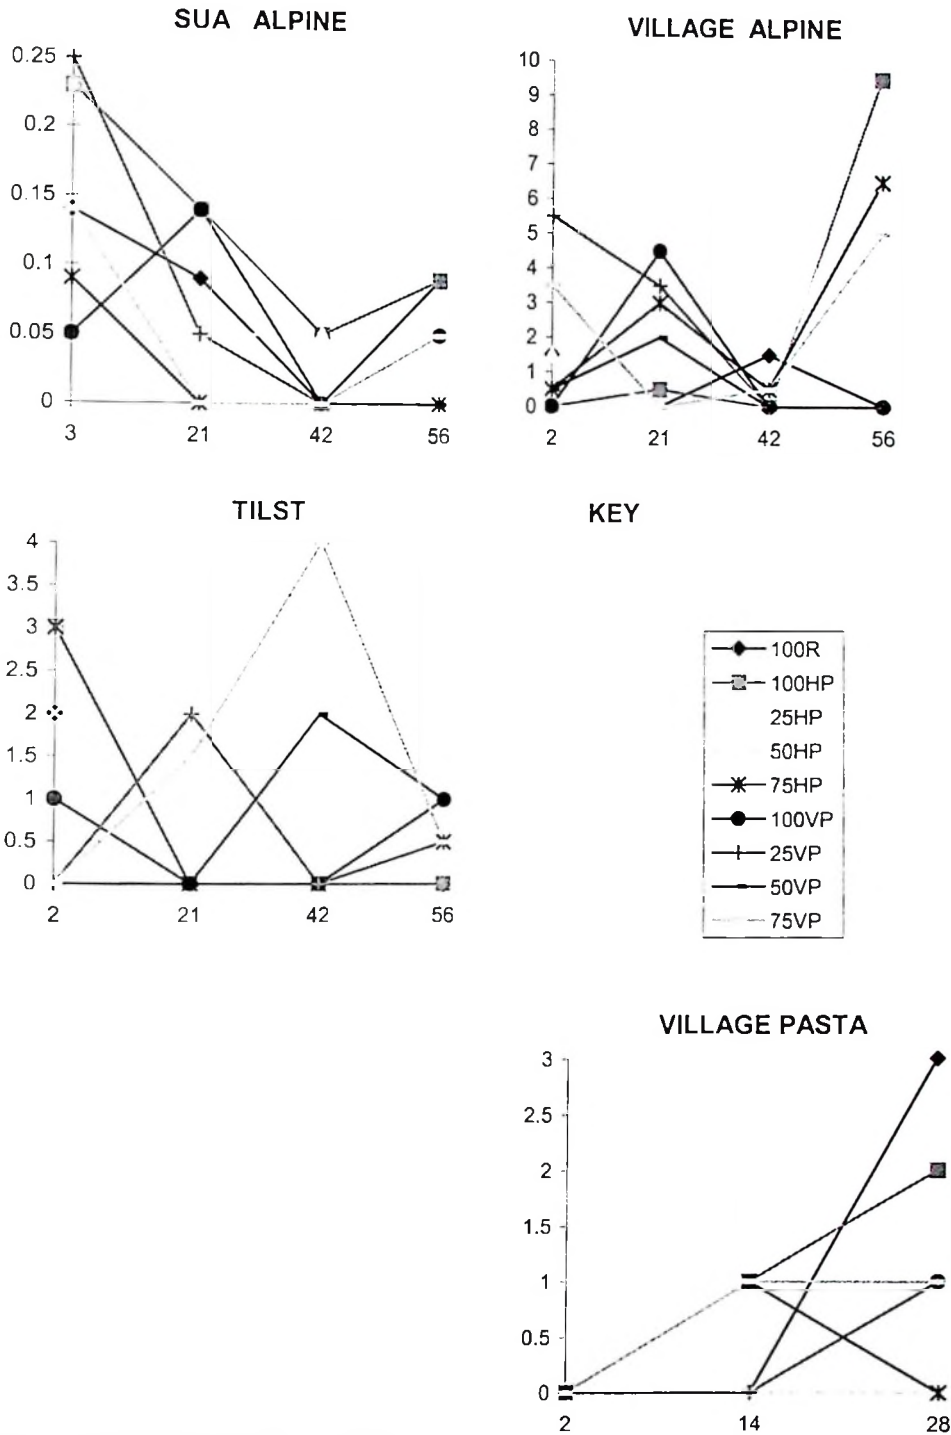 SUA ALPINE
0.25
0.2
0.15
0.1
0.05
0
3 21 42 56
VILLAGE ALPINE
10
9
8
7
6
5
4
3
2
1
0
2 21 42 56
TILST
4
3.5
3
2.5
2
1.5
1
0.5
0
2 21 42 56
KEY
100R
100HP
25HP
50HP
75HP
100VP
25VP
50VP
75VP
VILLAGE PASTA
3
2.5
2
1.5
1
0.5
0
2 14 28